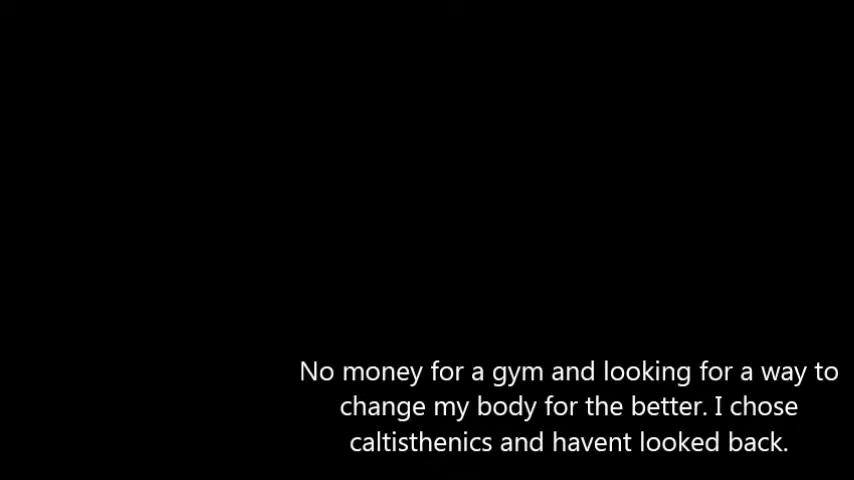 No money for a gym and looking for a way to
change my body for the better. I chose
caltisthenics and havent looked back.